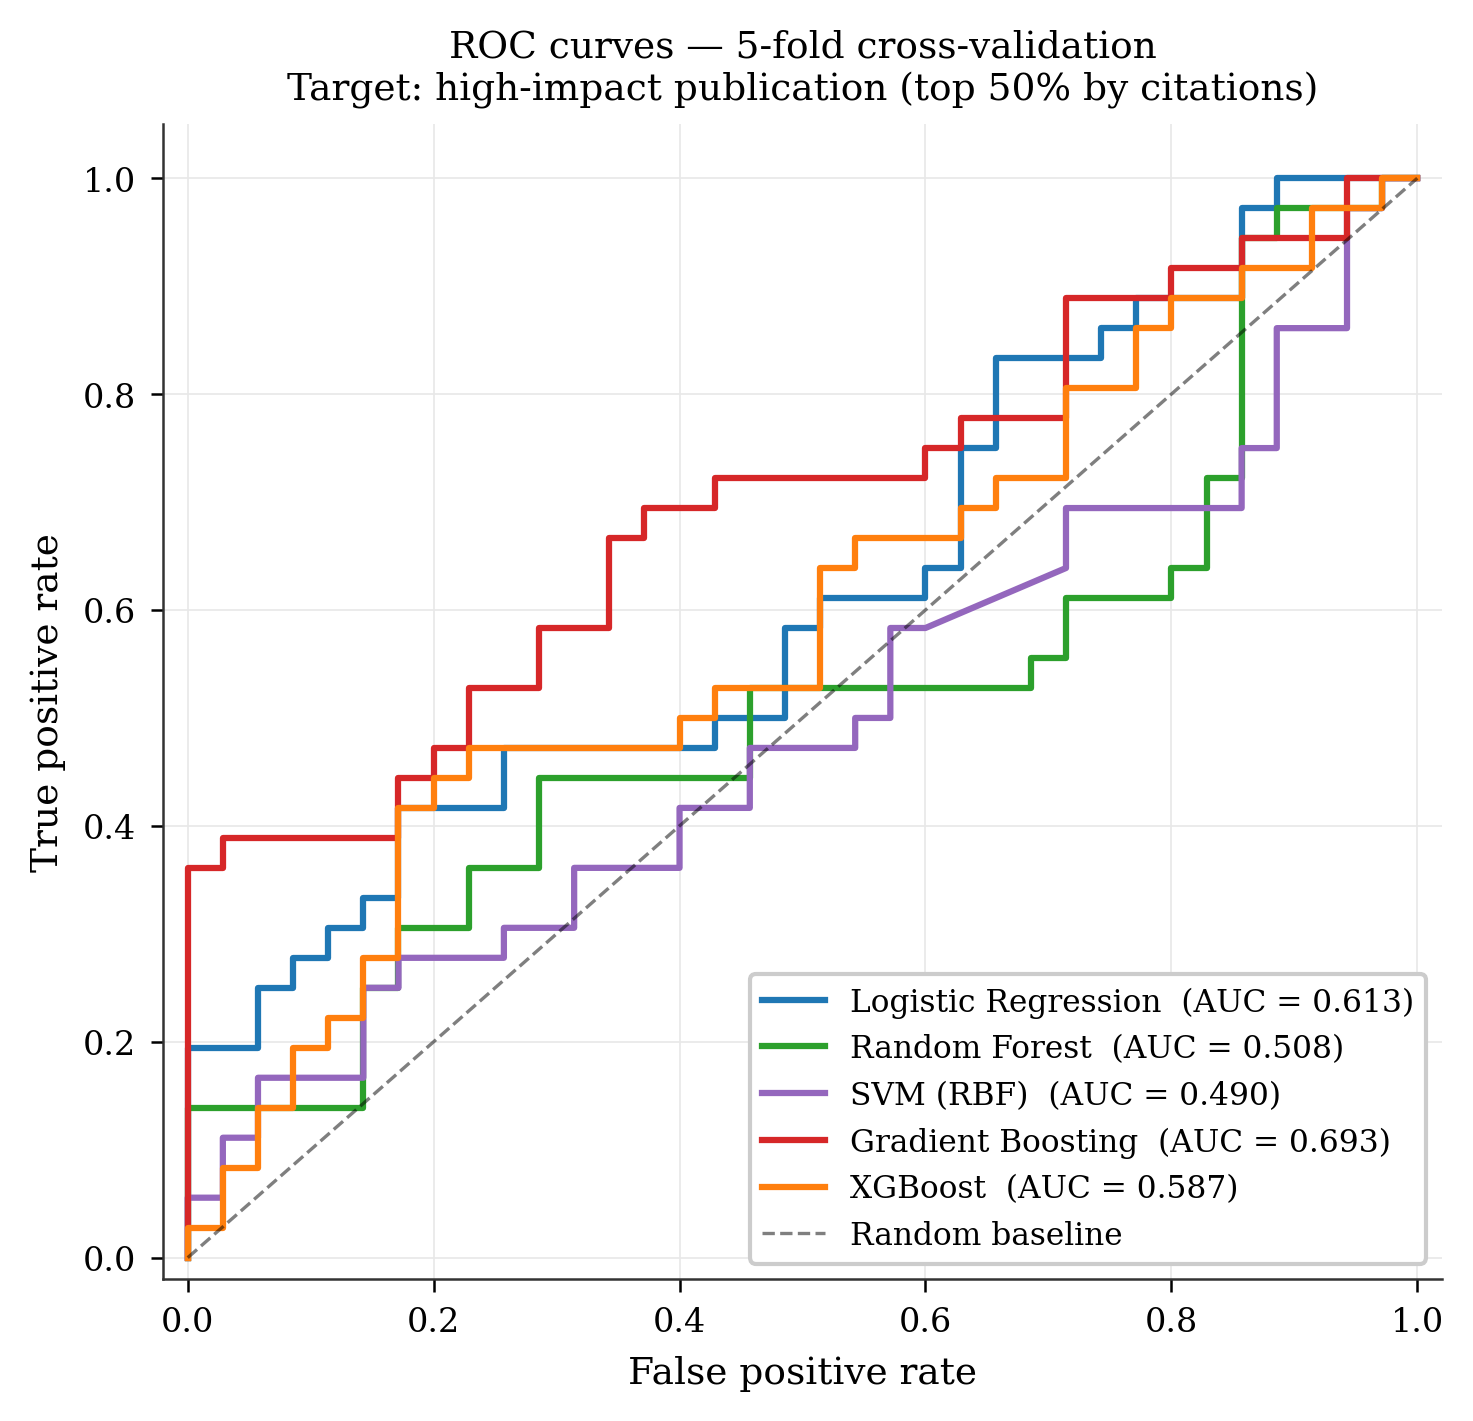 ROC curves — 5-fold cross-validation
Target: high-impact publication (top 50% by citations)
True positive rate
1.0
0.8
0.6
0.4
0.2
0.0
Logistic Regression (AUC = 0.613)
Random Forest (AUC = 0.508)
SVM (RBF) (AUC = 0.490)
Gradient Boosting (AUC = 0.693)
XGBoost (AUC = 0.587)
Random baseline
0.0 0.2 0.4 0.6 0.8 1.0
False positive rate